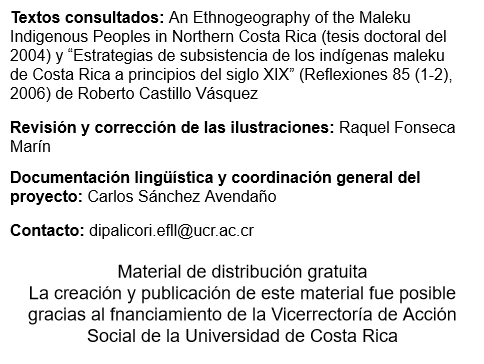 Textos consultados: An Ethnogeography of the Maleku
Indigenous Peoples in Northern Costa Rica (tesis doctoral del
2004) y “Estrategias de subsistencia de los indígenas maleku
de Costa Rica a principios del siglo XIX” (Reflexiones 85 (1-2),
2006) de Roberto Castillo Vásquez
Revisión y corrección de las ilustraciones: Raquel Fonseca
Marín
Documentación lingüística y coordinación general del
proyecto: Carlos Sánchez Avendaño
Contacto: dipalicori.efll@ucr.ac.cr
Material de distribución gratuita
La creación y publicación de este material fue posible
gracias al fnanciamiento de la Vicerrectoría de Acción
Social de la Universidad de Costa Rica